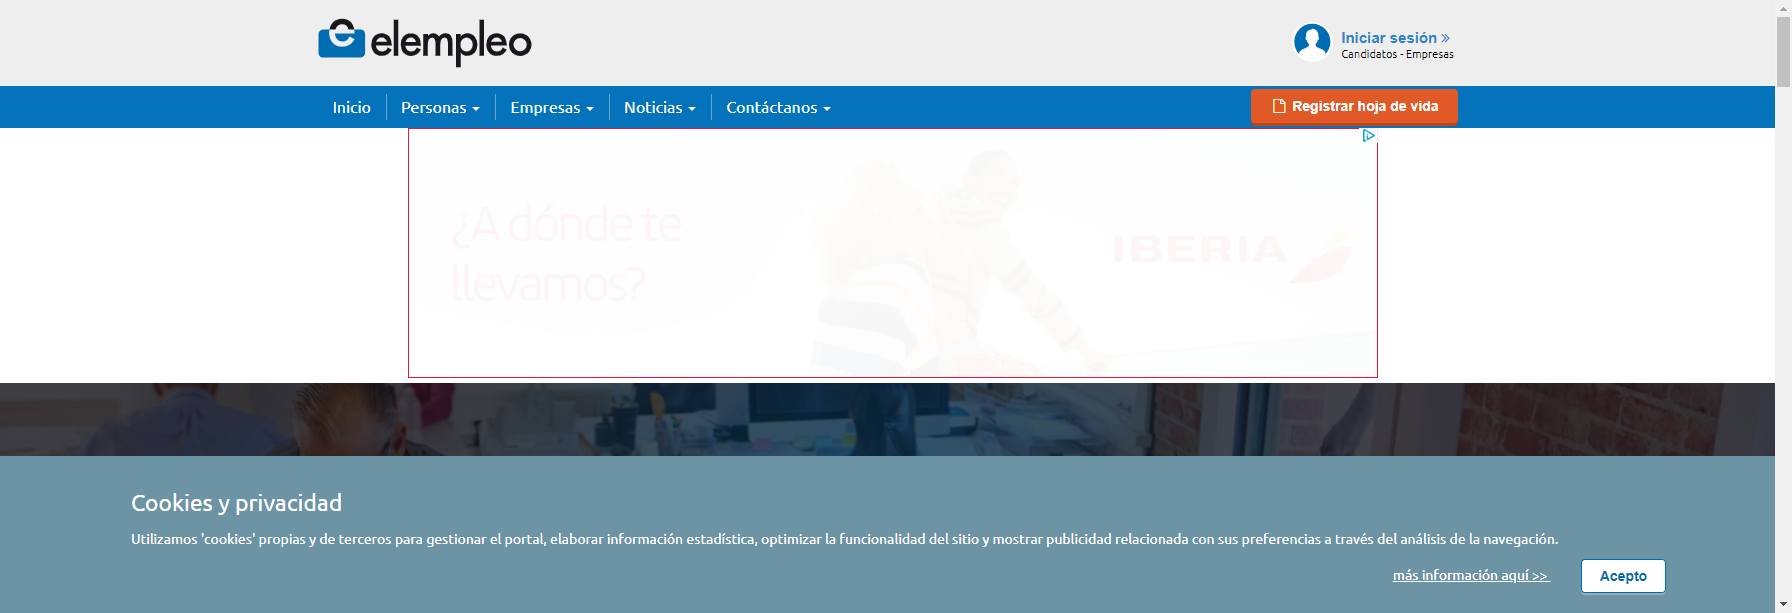 elempleo
Iniciar sesión »
Candidatos - Empresas
Inicio Personas Empresas Noticias Contáctanos Registrar hoja de vida
¿A dónde te
llevamos?
IBERIA
Cookies y privacidad
Utilizamos 'cookies' propias y de terceros para gestionar el portal, elaborar información estadística, optimizar la funcionalidad del sitio y mostrar publicidad relacionada con sus preferencias a través del análisis de la navegación.
más información aquí >>
Acepto